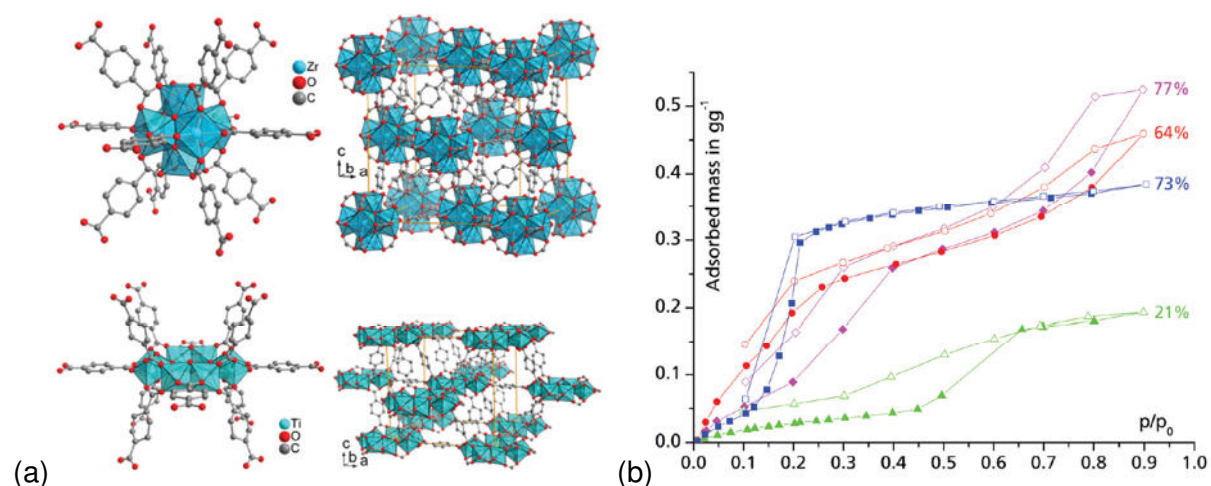 Zr
O
C
c
b a
Ti
O
C
c
b a
(a)
Adsorbed mass in gg⁻¹
0.5
0.4
0.3
0.2
0.1
0.0
0.0 0.1 0.2 0.3 0.4 0.5 0.6 0.7 0.8 0.9 1.0
p/p₀
77%
64%
73%
21%
(b)